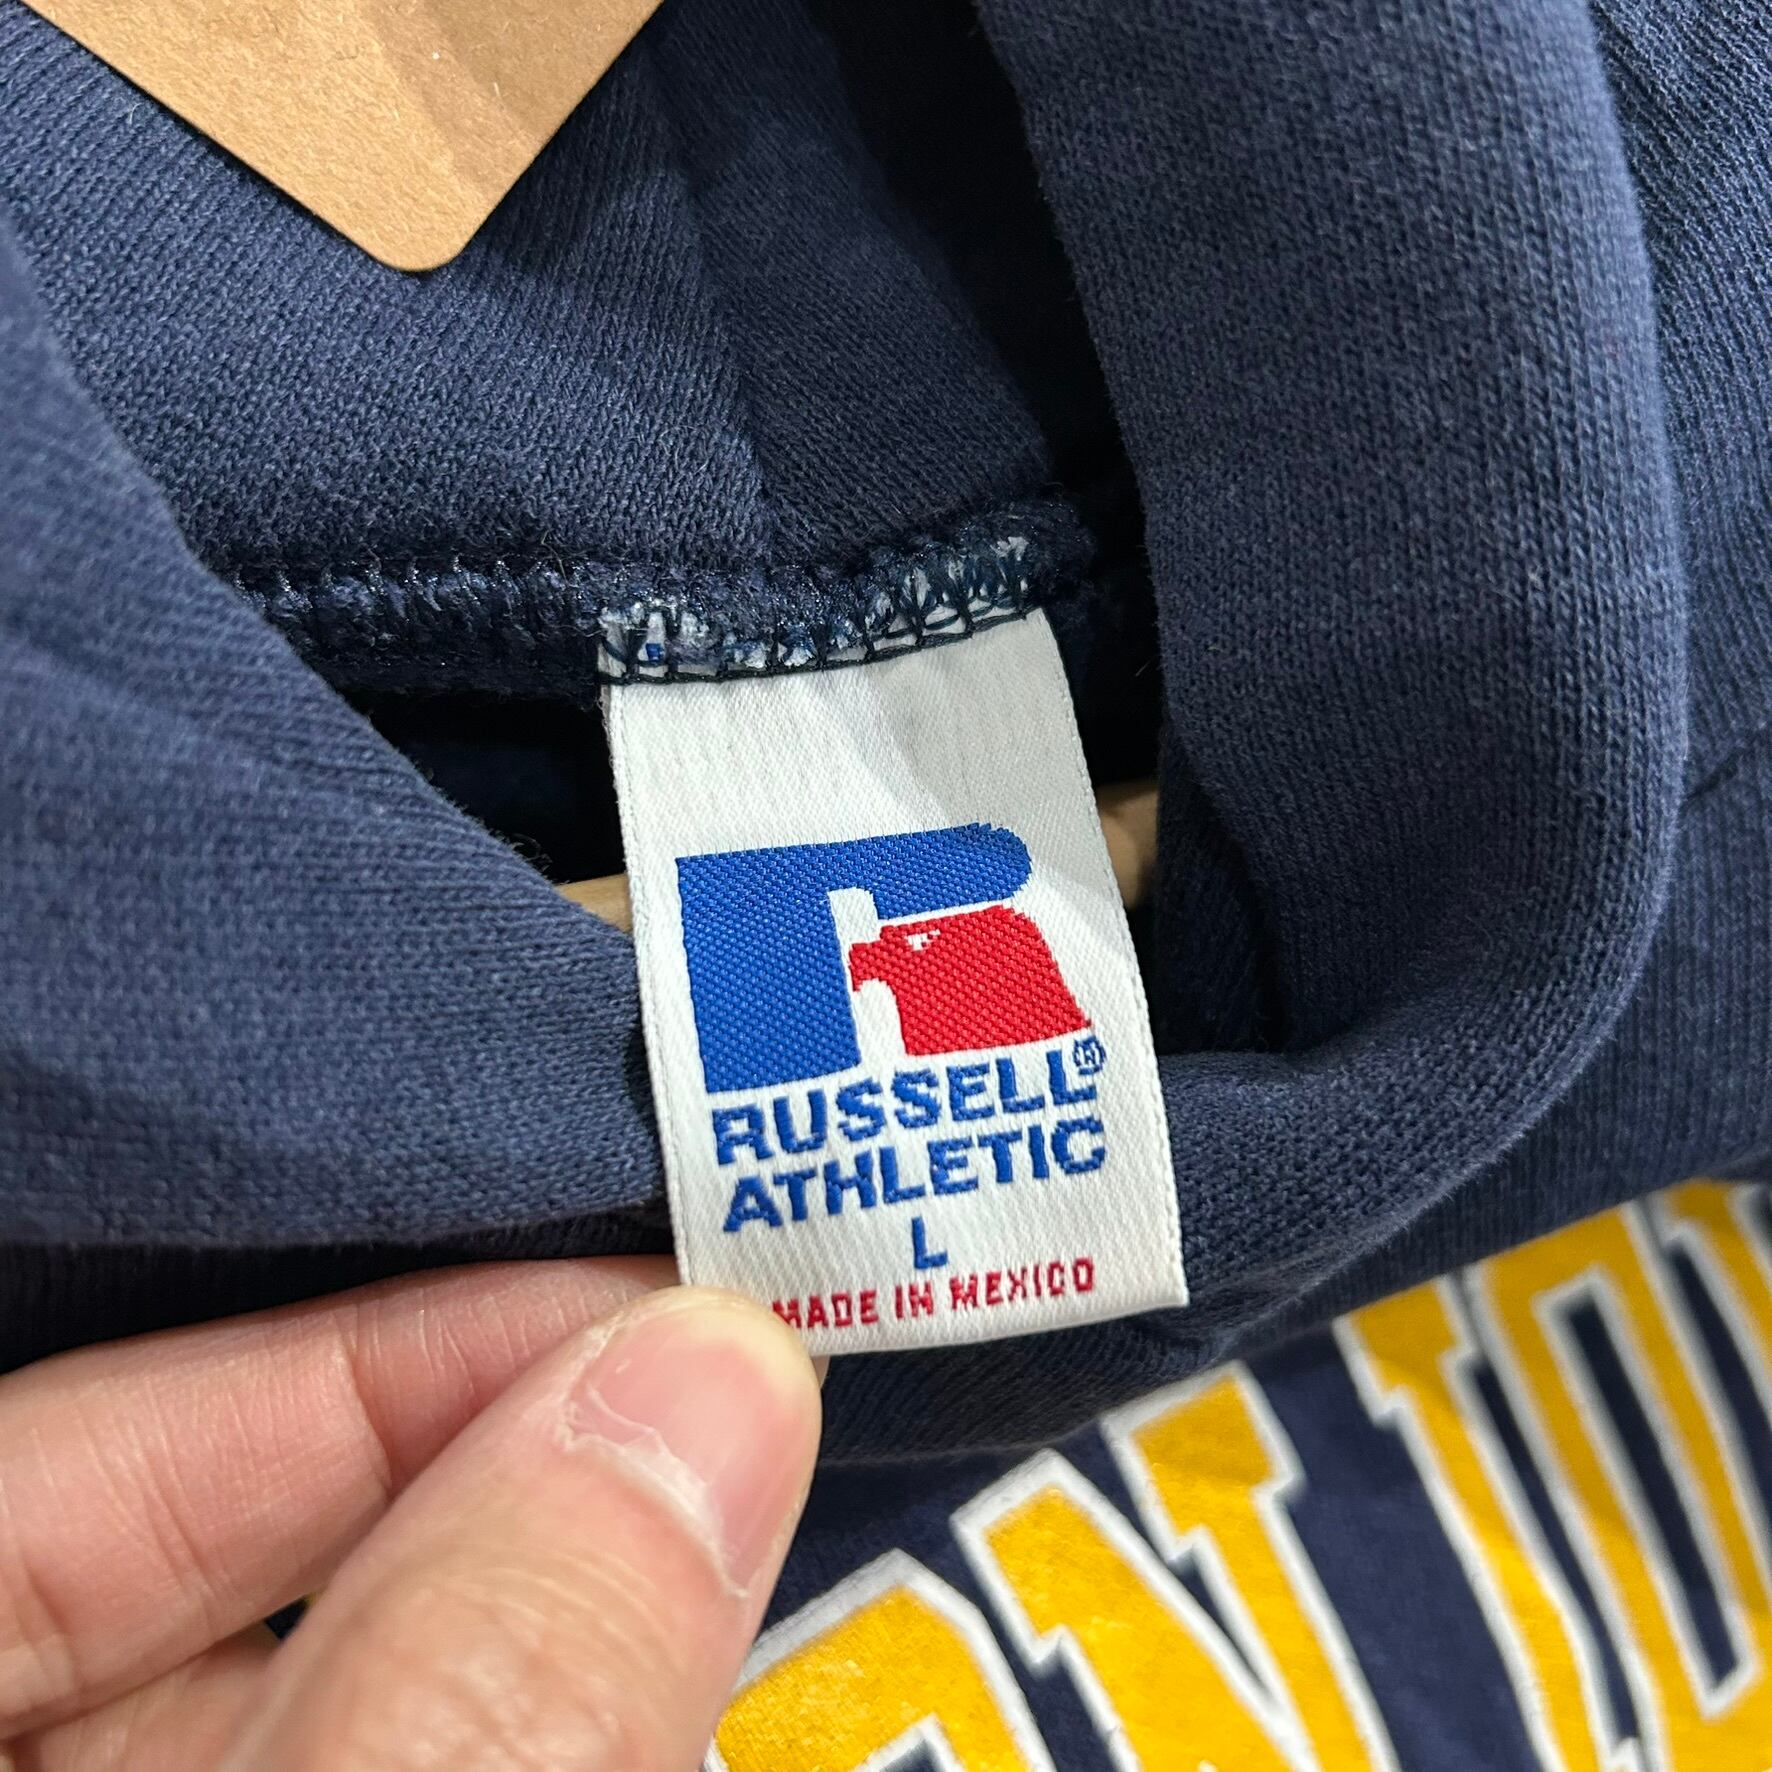 RUSSELL®
ATHLETIC
L
MADE IN MEXICO